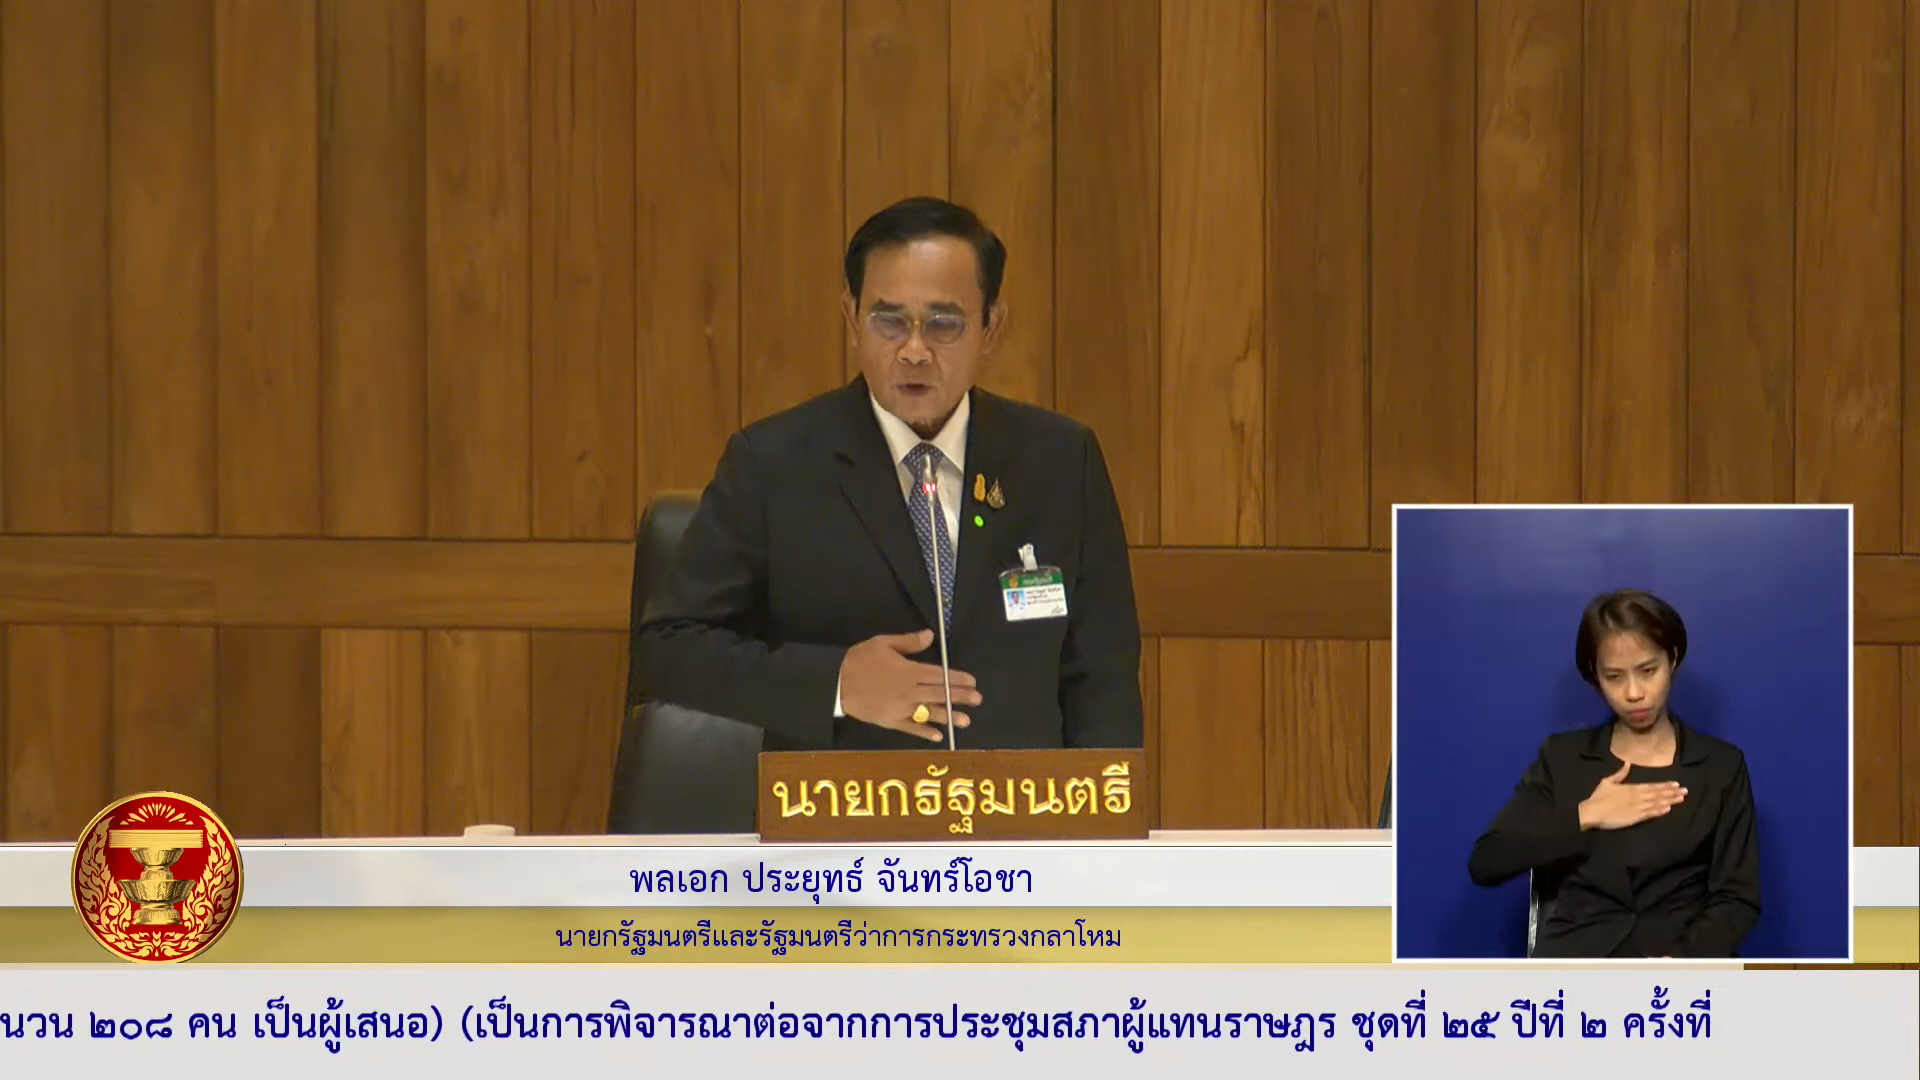 นายกรัฐมนตรี
พลเอก ประยุทธ์ จันทร์โอชา
นายกรัฐมนตรีและรัฐมนตรีว่าการกระทรวงกลาโหม
นวน ๒๐๘ คน เป็นผู้เสนอ) (เป็นการพิจารณาต่อจากการประชุมสภาผู้แทนราษฎร ชุดที่ ๒๕ ปีที่ ๒ ครั้งที่